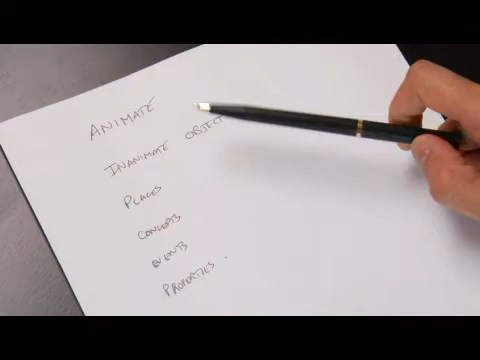 ANIMATE
INANIMATE OBJECT
PLACES
CONCEPTS
EVENTS
PROPERTIES.